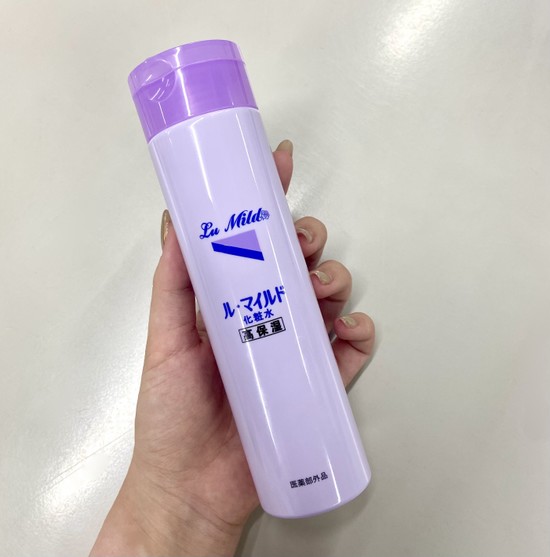 Lu Mild
ル・マイルド
化粧水
高保湿
医薬部外品